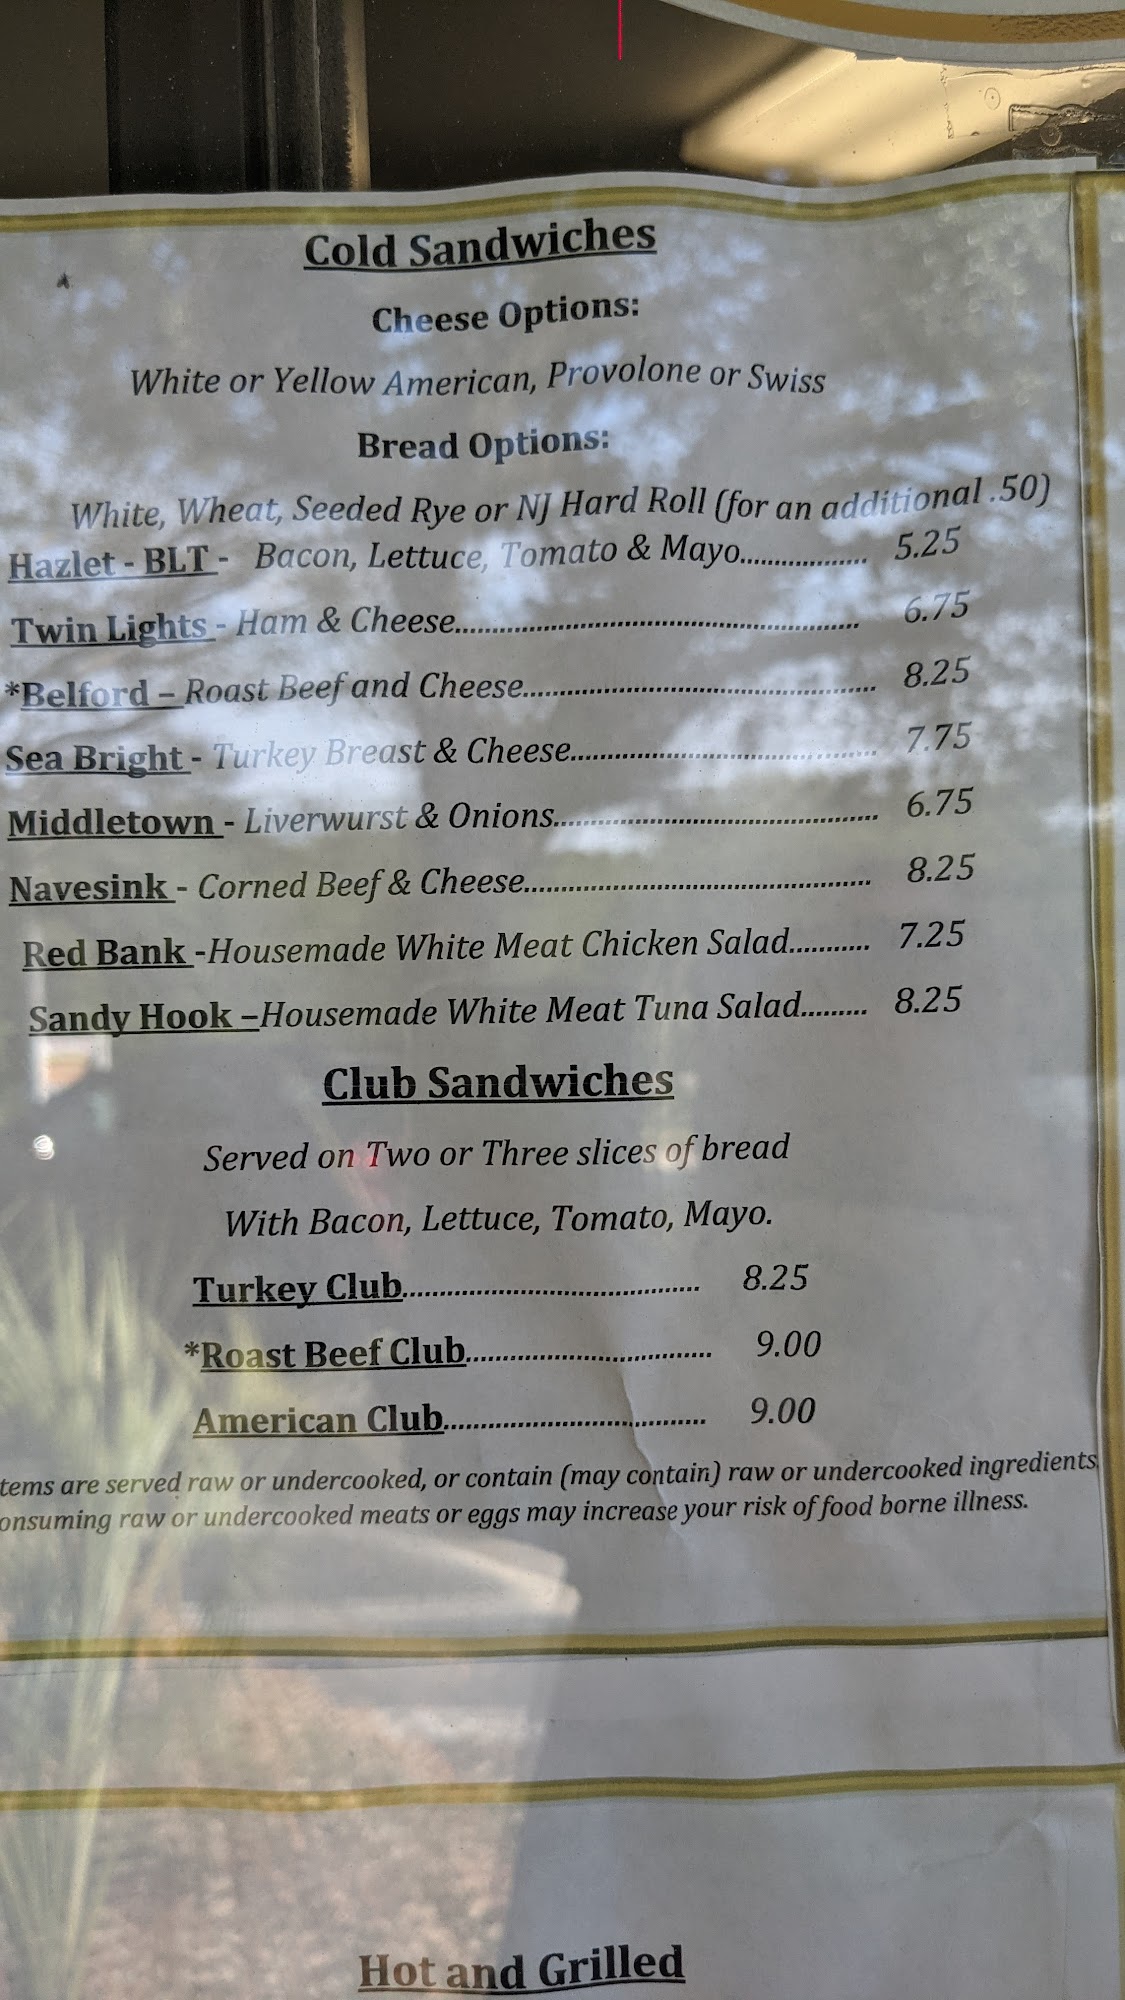 Cold Sandwiches
Cheese Options:
White or Yellow American, Provolone or Swiss
Bread Options:
White, Wheat, Seeded Rye or NJ Hard Roll (for an additional .50)
Hazlet - BLT - Bacon, Lettuce, Tomato & Mayo................. 5.25
Twin Lights - Ham & Cheese...................................................... 6.75
*Belford – Roast Beef and Cheese............................................... 8.25
Sea Bright - Turkey Breast & Cheese......................................... 7.75
Middletown - Liverwurst & Onions........................................... 6.75
Navesink - Corned Beef & Cheese.............................................. 8.25
Red Bank -Housemade White Meat Chicken Salad........... 7.25
Sandy Hook –Housemade White Meat Tuna Salad......... 8.25
Club Sandwiches
Served on Two or Three slices of bread
With Bacon, Lettuce, Tomato, Mayo.
Turkey Club........................................ 8.25
*Roast Beef Club................................. 9.00
American Club................................... 9.00
tems are served raw or undercooked, or contain (may contain) raw or undercooked ingredients.
onsuming raw or undercooked meats or eggs may increase your risk of food borne illness.
Hot and Grilled